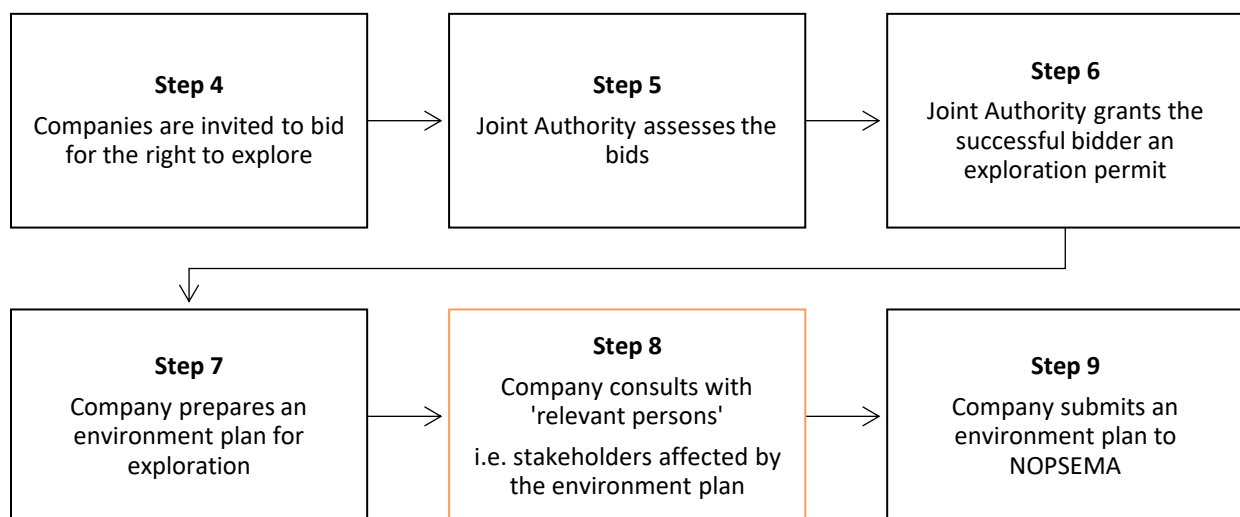 Step 4
Companies are invited to bid
for the right to explore
Step 5
Joint Authority assesses the
bids
Step 6
Joint Authority grants the
successful bidder an
exploration permit
Step 7
Company prepares an
environment plan for
exploration
Step 8
Company consults with
'relevant persons'
i.e. stakeholders affected by
the environment plan
Step 9
Company submits an
environment plan to
NOPSEMA